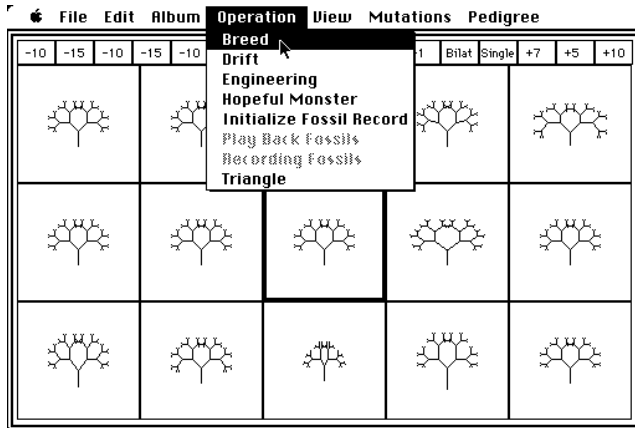 File Edit Album Operation View Mutations Pedigree
-10 -15 -10 -15 -10 Bilat Single +7 +5 +10
Breed
Drift
Engineering
Hopeful Monster
Initialize Fossil Record
Play Back Fossils
Recording Fossils
Triangle